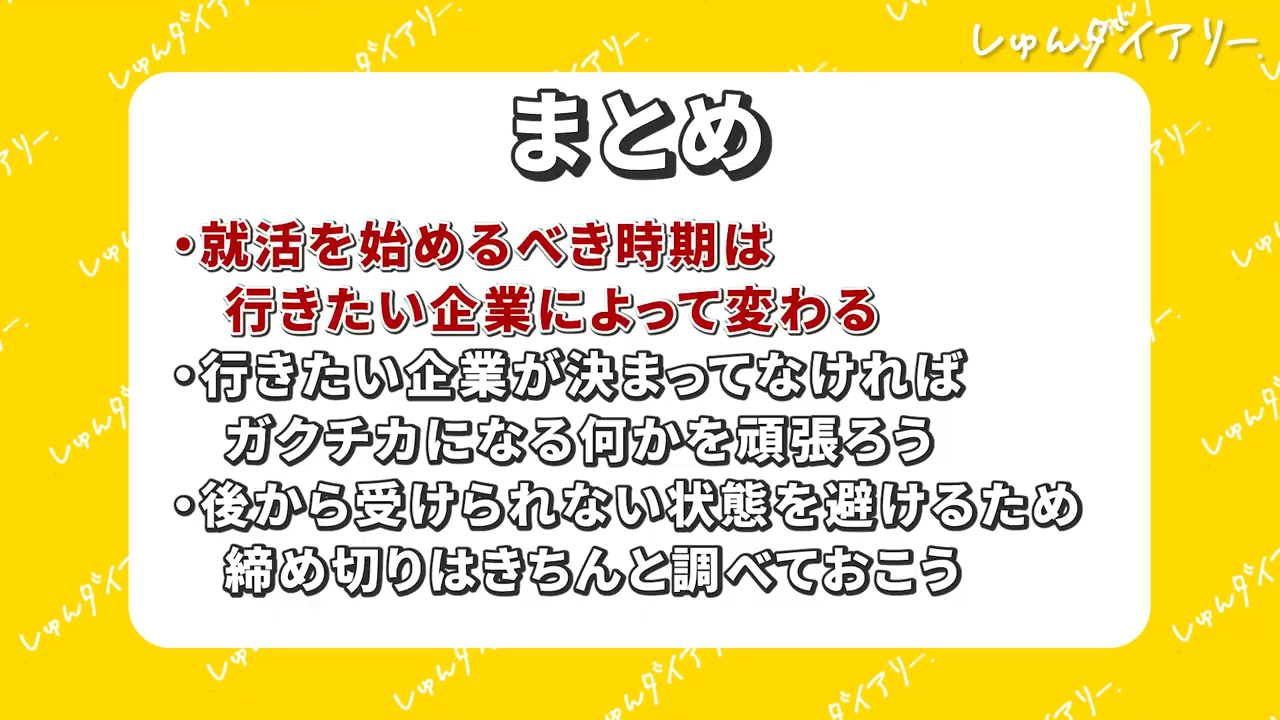 しゅんダイアリー
まとめ
・就活を始めるべき時期は
行きたい企業によって変わる
・行きたい企業が決まってなければ
ガクチカになる何かを頑張ろう
・後から受けられない状態を避けるため
締め切りはきちんと調べておこう